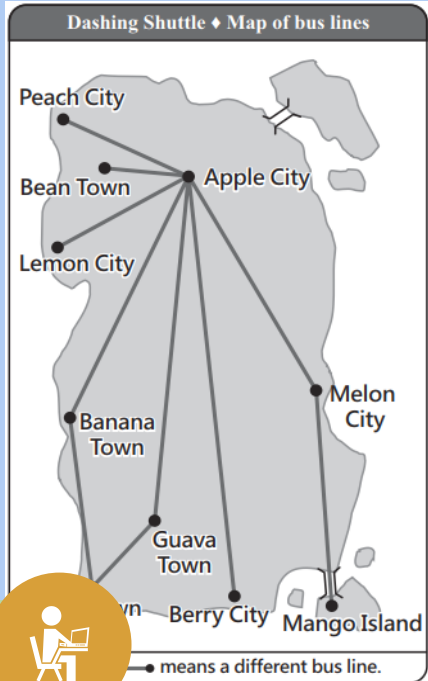 Dashing Shuttle ♦ Map of bus lines
Peach City
Bean Town
Apple City
Lemon City
Melon
City
Banana
Town
Guava
Town
Berry City
Mango Island
means a different bus line.